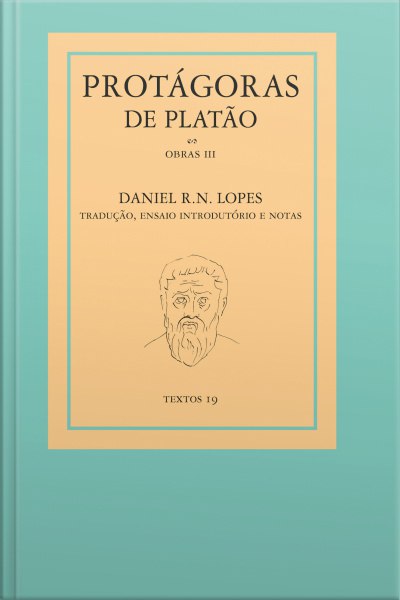 PROTÁGORAS
DE PLATÃO
OBRAS III
DANIEL R.N. LOPES
TRADUÇÃO, ENSAIO INTRODUTÓRIO E NOTAS
TEXTOS 19